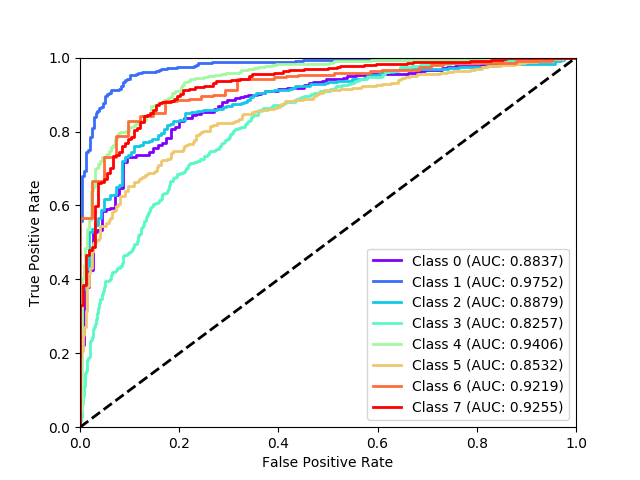 1.0
0.8
0.6
0.4
0.2
0.0
True Positive Rate
0.0 0.2 0.4 0.6 0.8 1.0
False Positive Rate
Class 0 (AUC: 0.8837)
Class 1 (AUC: 0.9752)
Class 2 (AUC: 0.8879)
Class 3 (AUC: 0.8257)
Class 4 (AUC: 0.9406)
Class 5 (AUC: 0.8532)
Class 6 (AUC: 0.9219)
Class 7 (AUC: 0.9255)